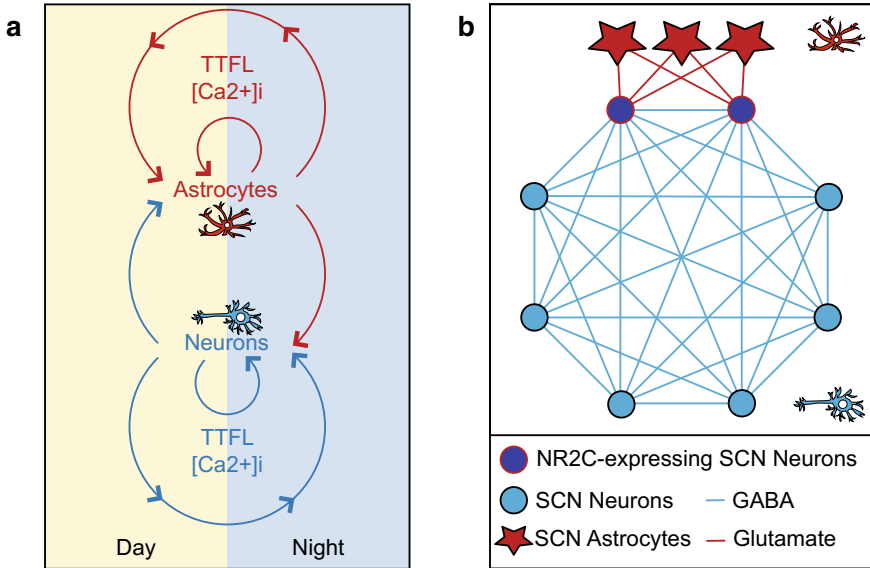 a
TTFL
[Ca2+]i
Astrocytes
Neurons
TTFL
[Ca2+]i
Day
Night
b
NR2C-expressing SCN Neurons
SCN Neurons
GABA
SCN Astrocytes
Glutamate